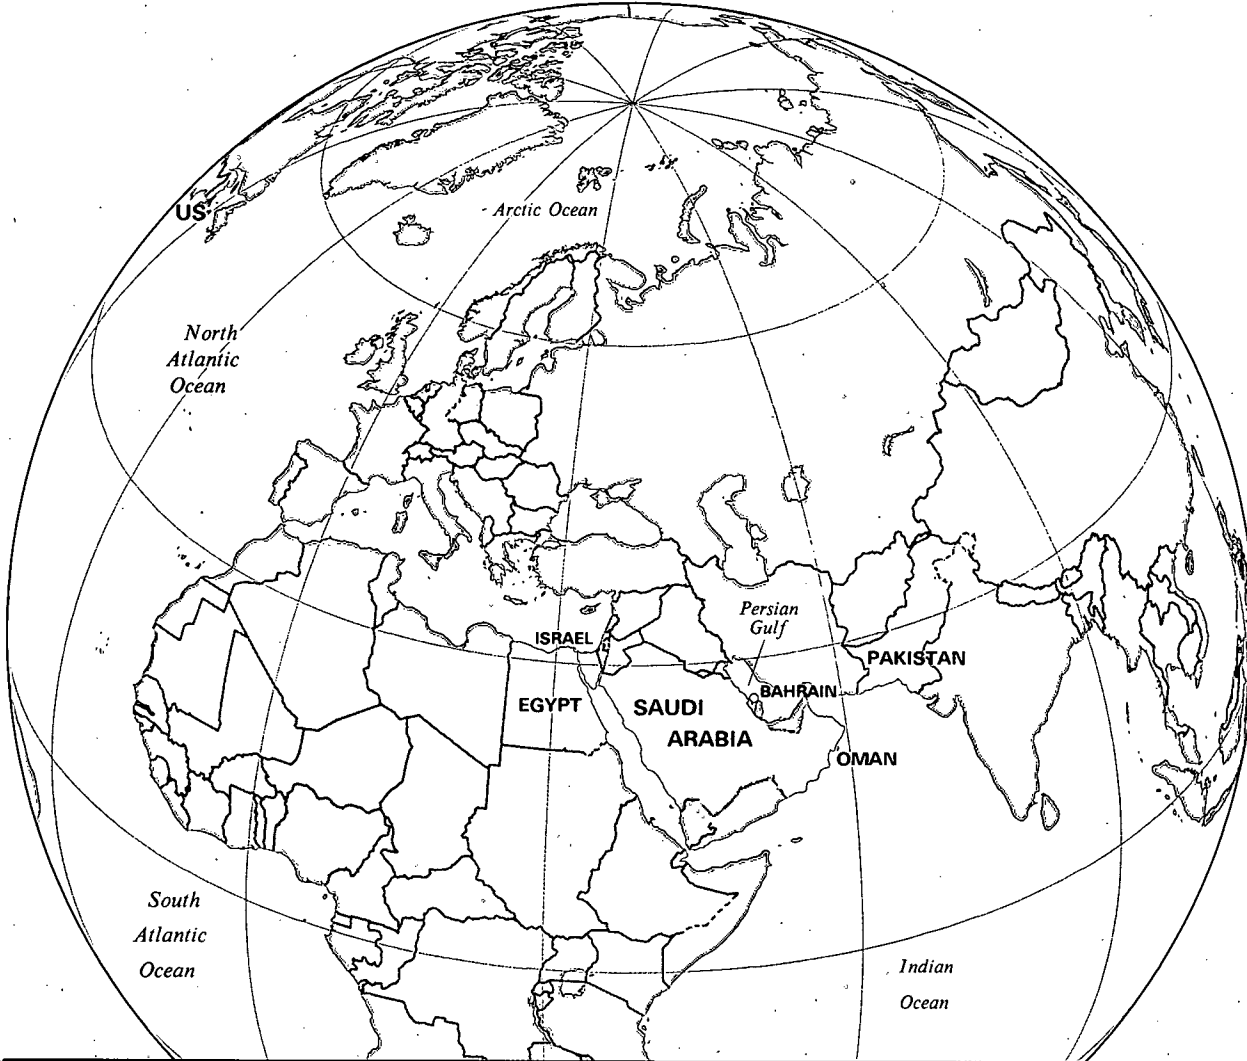 US
Arctic Ocean
North
Atlantic
Ocean
Persian
Gulf
ISRAEL
PAKISTAN
BAHRAIN
EGYPT
SAUDI
ARABIA
OMAN
South
Atlantic
Ocean
Indian
Ocean